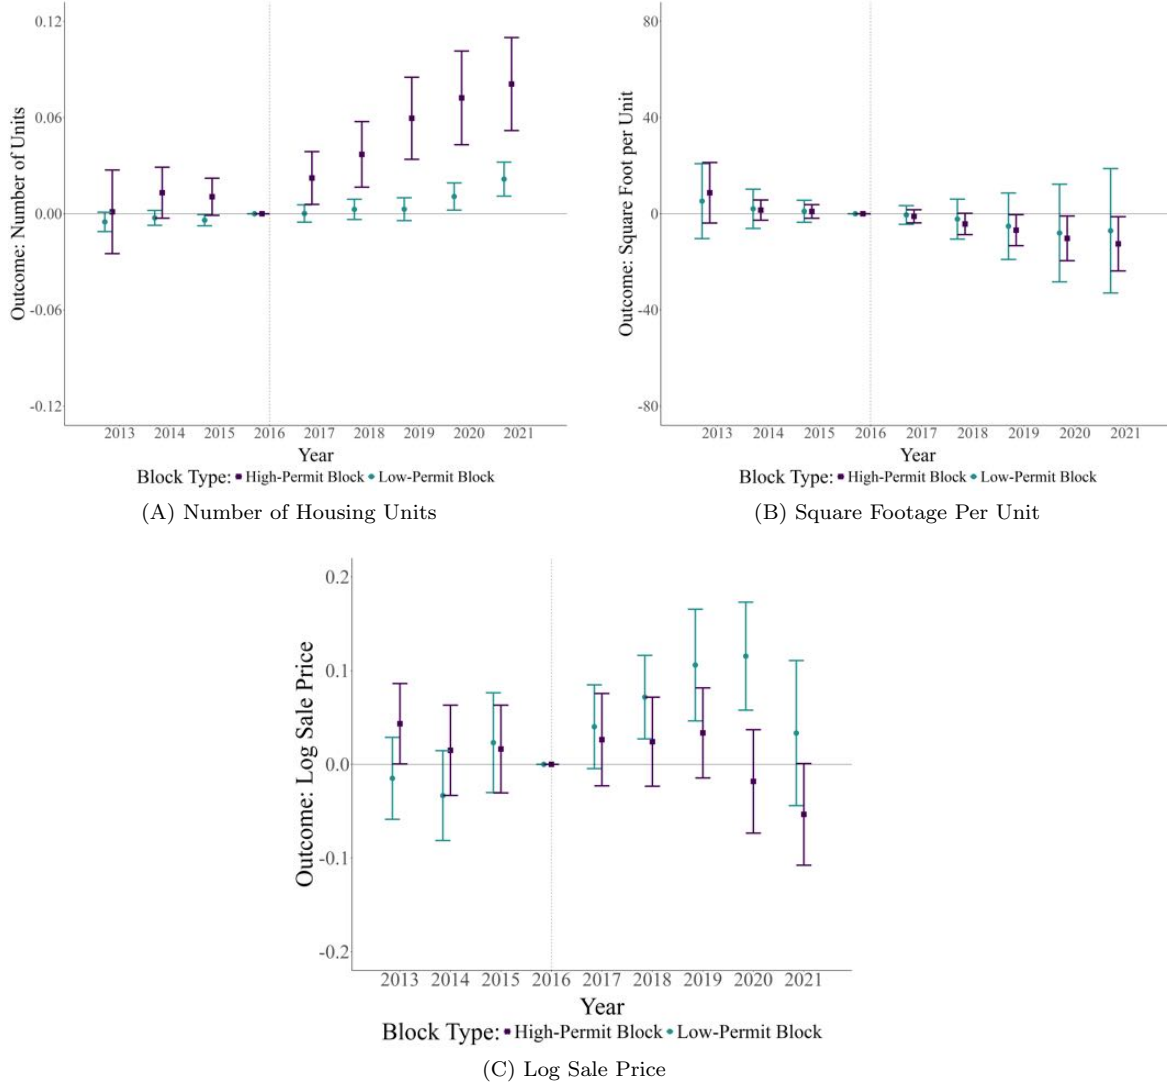 Outcome: Number of Units
0.12
0.06
0.00
-0.06
-0.12
2013 2014 2015 2016 2017 2018 2019 2020 2021
Year
Block Type: High-Permit Block Low-Permit Block
(A) Number of Housing Units
Outcome: Square Foot per Unit
80
40
0
-40
-80
2013 2014 2015 2016 2017 2018 2019 2020 2021
Year
Block Type: High-Permit Block Low-Permit Block
(B) Square Footage Per Unit
Outcome: Log Sale Price
0.2
0.1
0.0
-0.1
-0.2
2013 2014 2015 2016 2017 2018 2019 2020 2021
Year
Block Type: High-Permit Block Low-Permit Block
(C) Log Sale Price